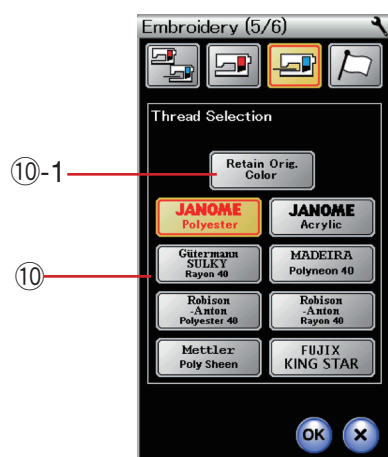 Embroidery (5/6)
Thread Selection
⑩-1
Retain Orig.
Color
JANOME
Polyester
JANOME
Acrylic
⑩
Gütermann
SULKY
Rayon 40
MADEIRA
Polyneon 40
Robison
-Anton
Polyester 40
Robison
-Anton
Rayon 40
Mettler
Poly Sheen
FUJIX
KING STAR
OK
X